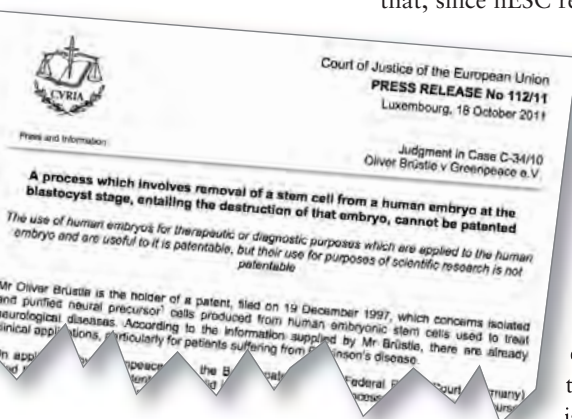 that, since hESC re
CVRIA
Press and Information
Court of Justice of the European Union
PRESS RELEASE No 112/11
Luxembourg, 18 October 2011
Judgment in Case C-34/10
Oliver Brüstle v Greenpeace e.V.
A process which involves removal of a stem cell from a human embryo at the
blastocyst stage, entailing the destruction of that embryo, cannot be patented
The use of human embryos for therapeutic or diagnostic purposes which are applied to the human
embryo and are useful to it is patentable, but their use for purposes of scientific research is not
patentable
Mr Oliver Brüstle is the holder of a patent, filed on 19 December 1997, which concerns isolated
and purified neural precursor¹ cells produced from human embryonic stem cells used to treat
neurological diseases. According to the information supplied by Mr Brüstle, there are already
clinical applications, particularly for patients suffering from Parkinson's disease.